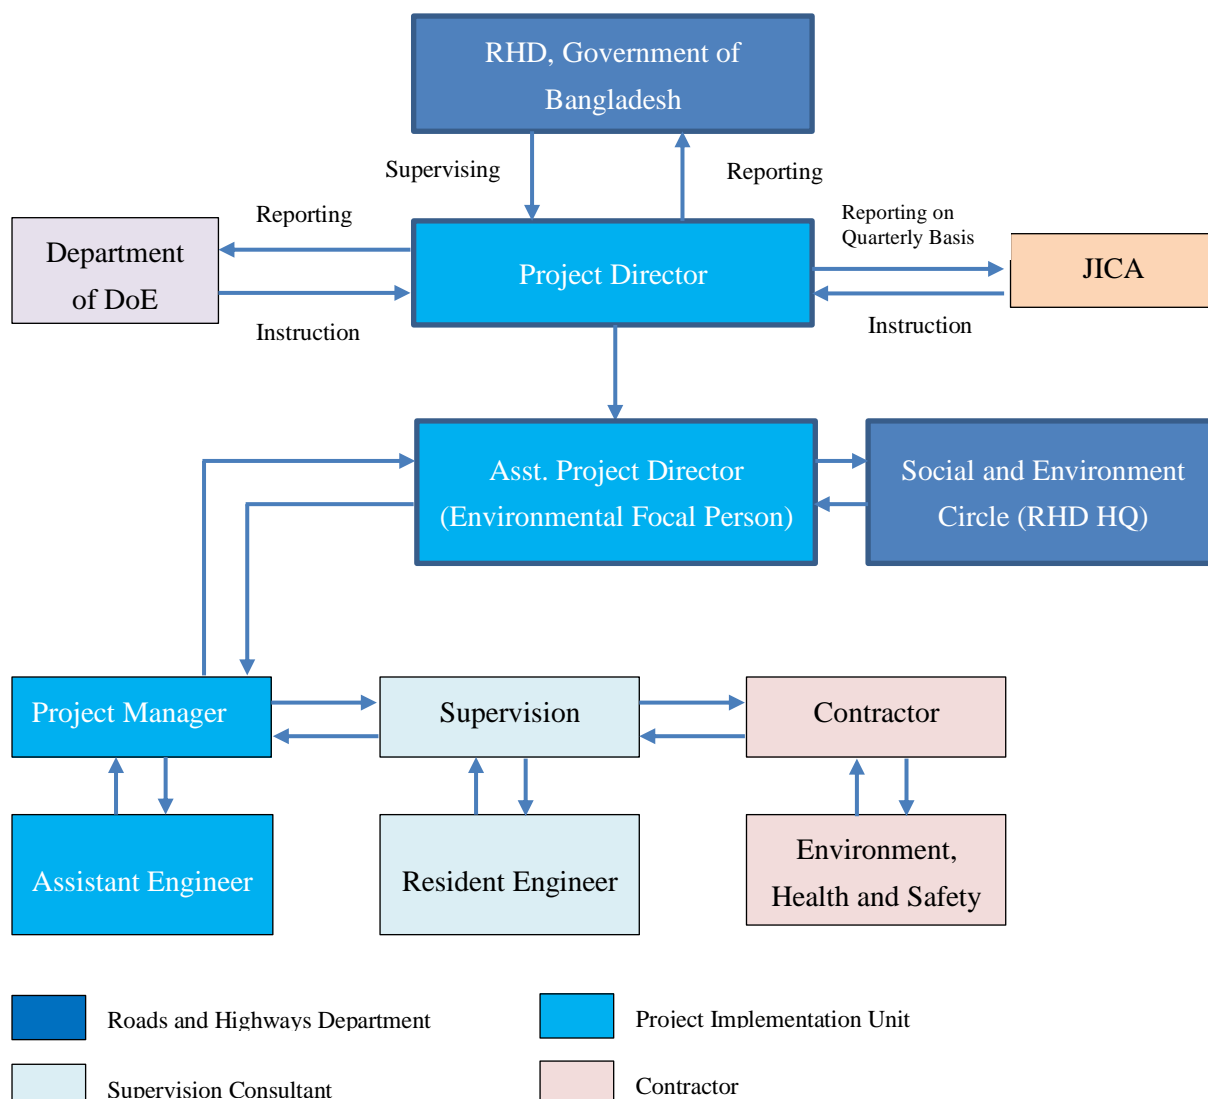 RHD, Government of
Bangladesh
Supervising
Reporting
Reporting
Reporting on
Quarterly Basis
Department
of DoE
Project Director
JICA
Instruction
Instruction
Asst. Project Director
(Environmental Focal Person)
Social and Environment
Circle (RHD HQ)
Project Manager
Supervision
Contractor
Assistant Engineer
Resident Engineer
Environment,
Health and Safety
Roads and Highways Department
Project Implementation Unit
Supervision Consultant
Contractor